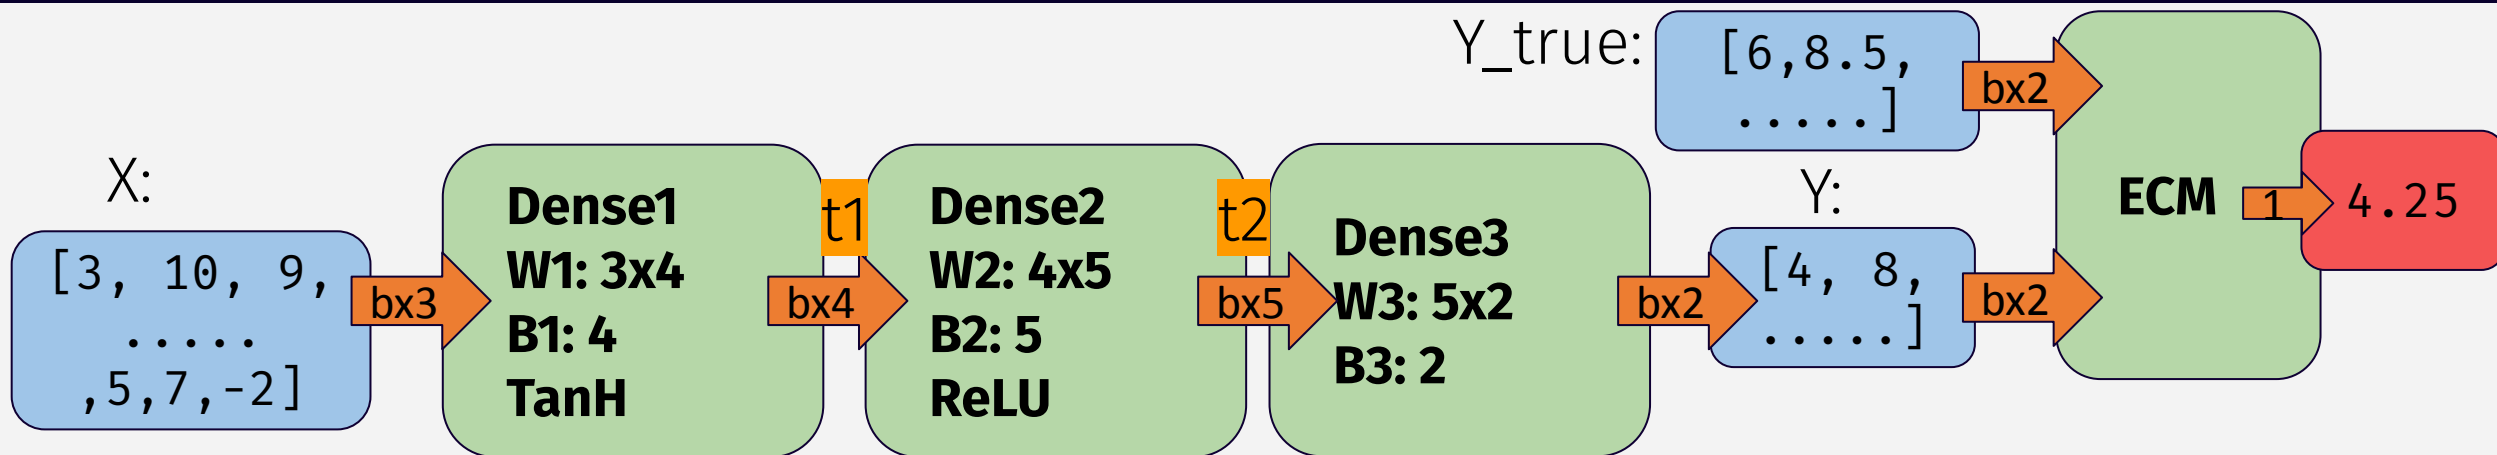 X:
[3, 10, 9,
.....
,5,7,-2]
bx3
Dense1
W1: 3x4
B1: 4
TanH
t1
bx4
Dense2
W2: 4x5
B2: 5
ReLU
t2
bx5
Dense3
W3: 5x2
B3: 2
bx2
Y_true:
[6,8.5,
.....]
bx2
Y:
[4, 8,
.....]
bx2
ECM
1
4.25